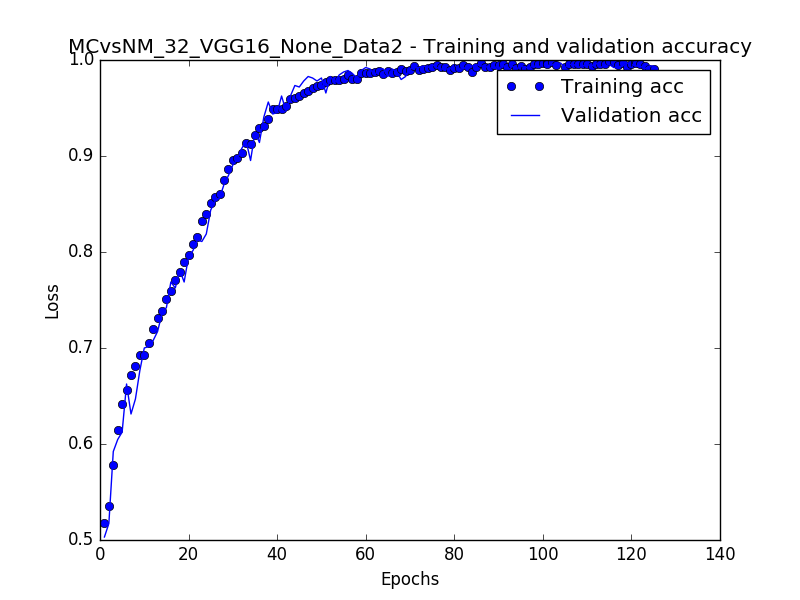 MCvsNM_32_VGG16_None_Data2 - Training and validation accuracy
1.0
Training acc
Validation acc
0.9
0.8
0.7
0.6
0.5
Loss
0 20 40 60 80 100 120 140
Epochs